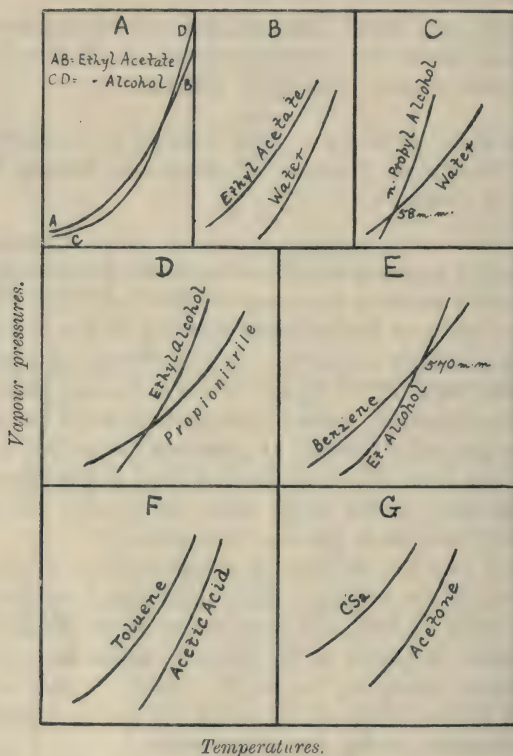 A
AB=Ethyl Acetate
CD= " Alcohol
D
B
A
C
B
Ethyl Acetate
Water
C
n. Propyl Alcohol
Water
58 m.m.
D
Ethyl Alcohol
Propionitrile
E
Benzene
Et. Alcohol
540 m.m
F
Toluene
Acetic Acid
G
CS2
Acetone
Vapour pressures.
Temperatures.